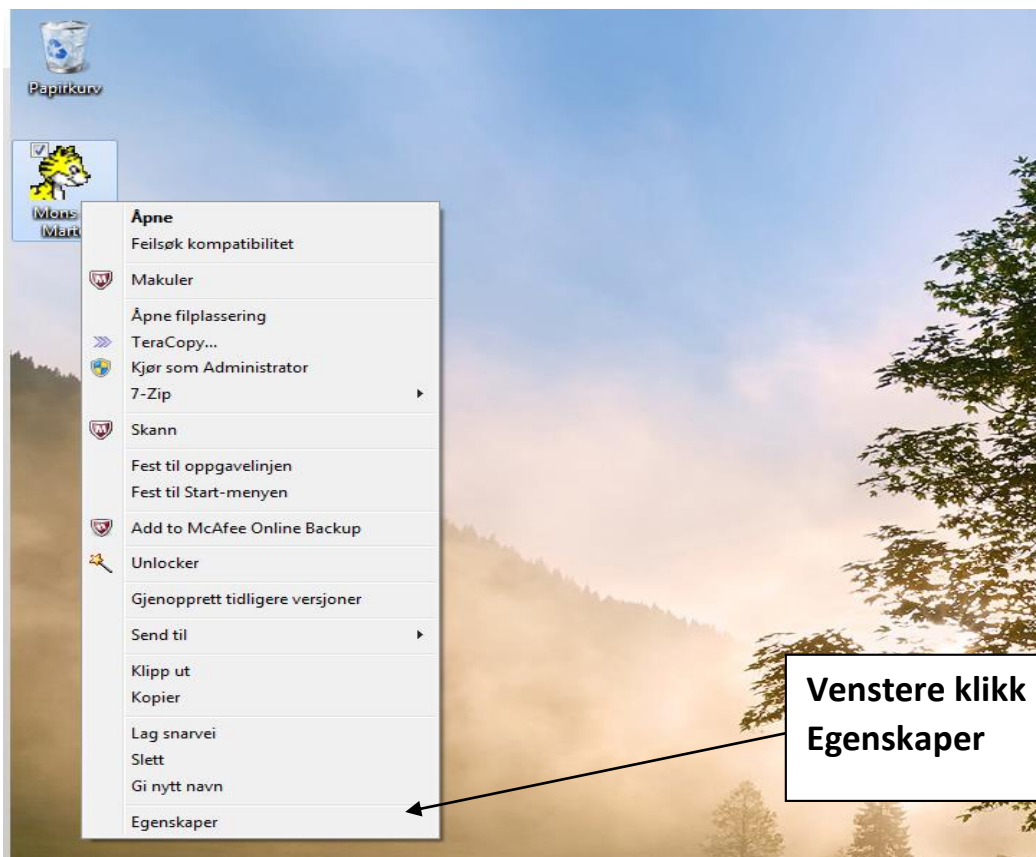 Papirkurv
Mons
Mart
Åpne
Feilsøk kompatibilitet
Makuler
Åpne filplassering
TeraCopy...
Kjør som Administrator
7-Zip
Skann
Fest til oppgavelinjen
Fest til Start-menyen
Add to McAfee Online Backup
Unlocker
Gjenopprett tidligere versjoner
Send til
Klipp ut
Kopier
Lag snarvei
Slett
Gi nytt navn
Egenskaper
Venstere klikk
Egenskaper